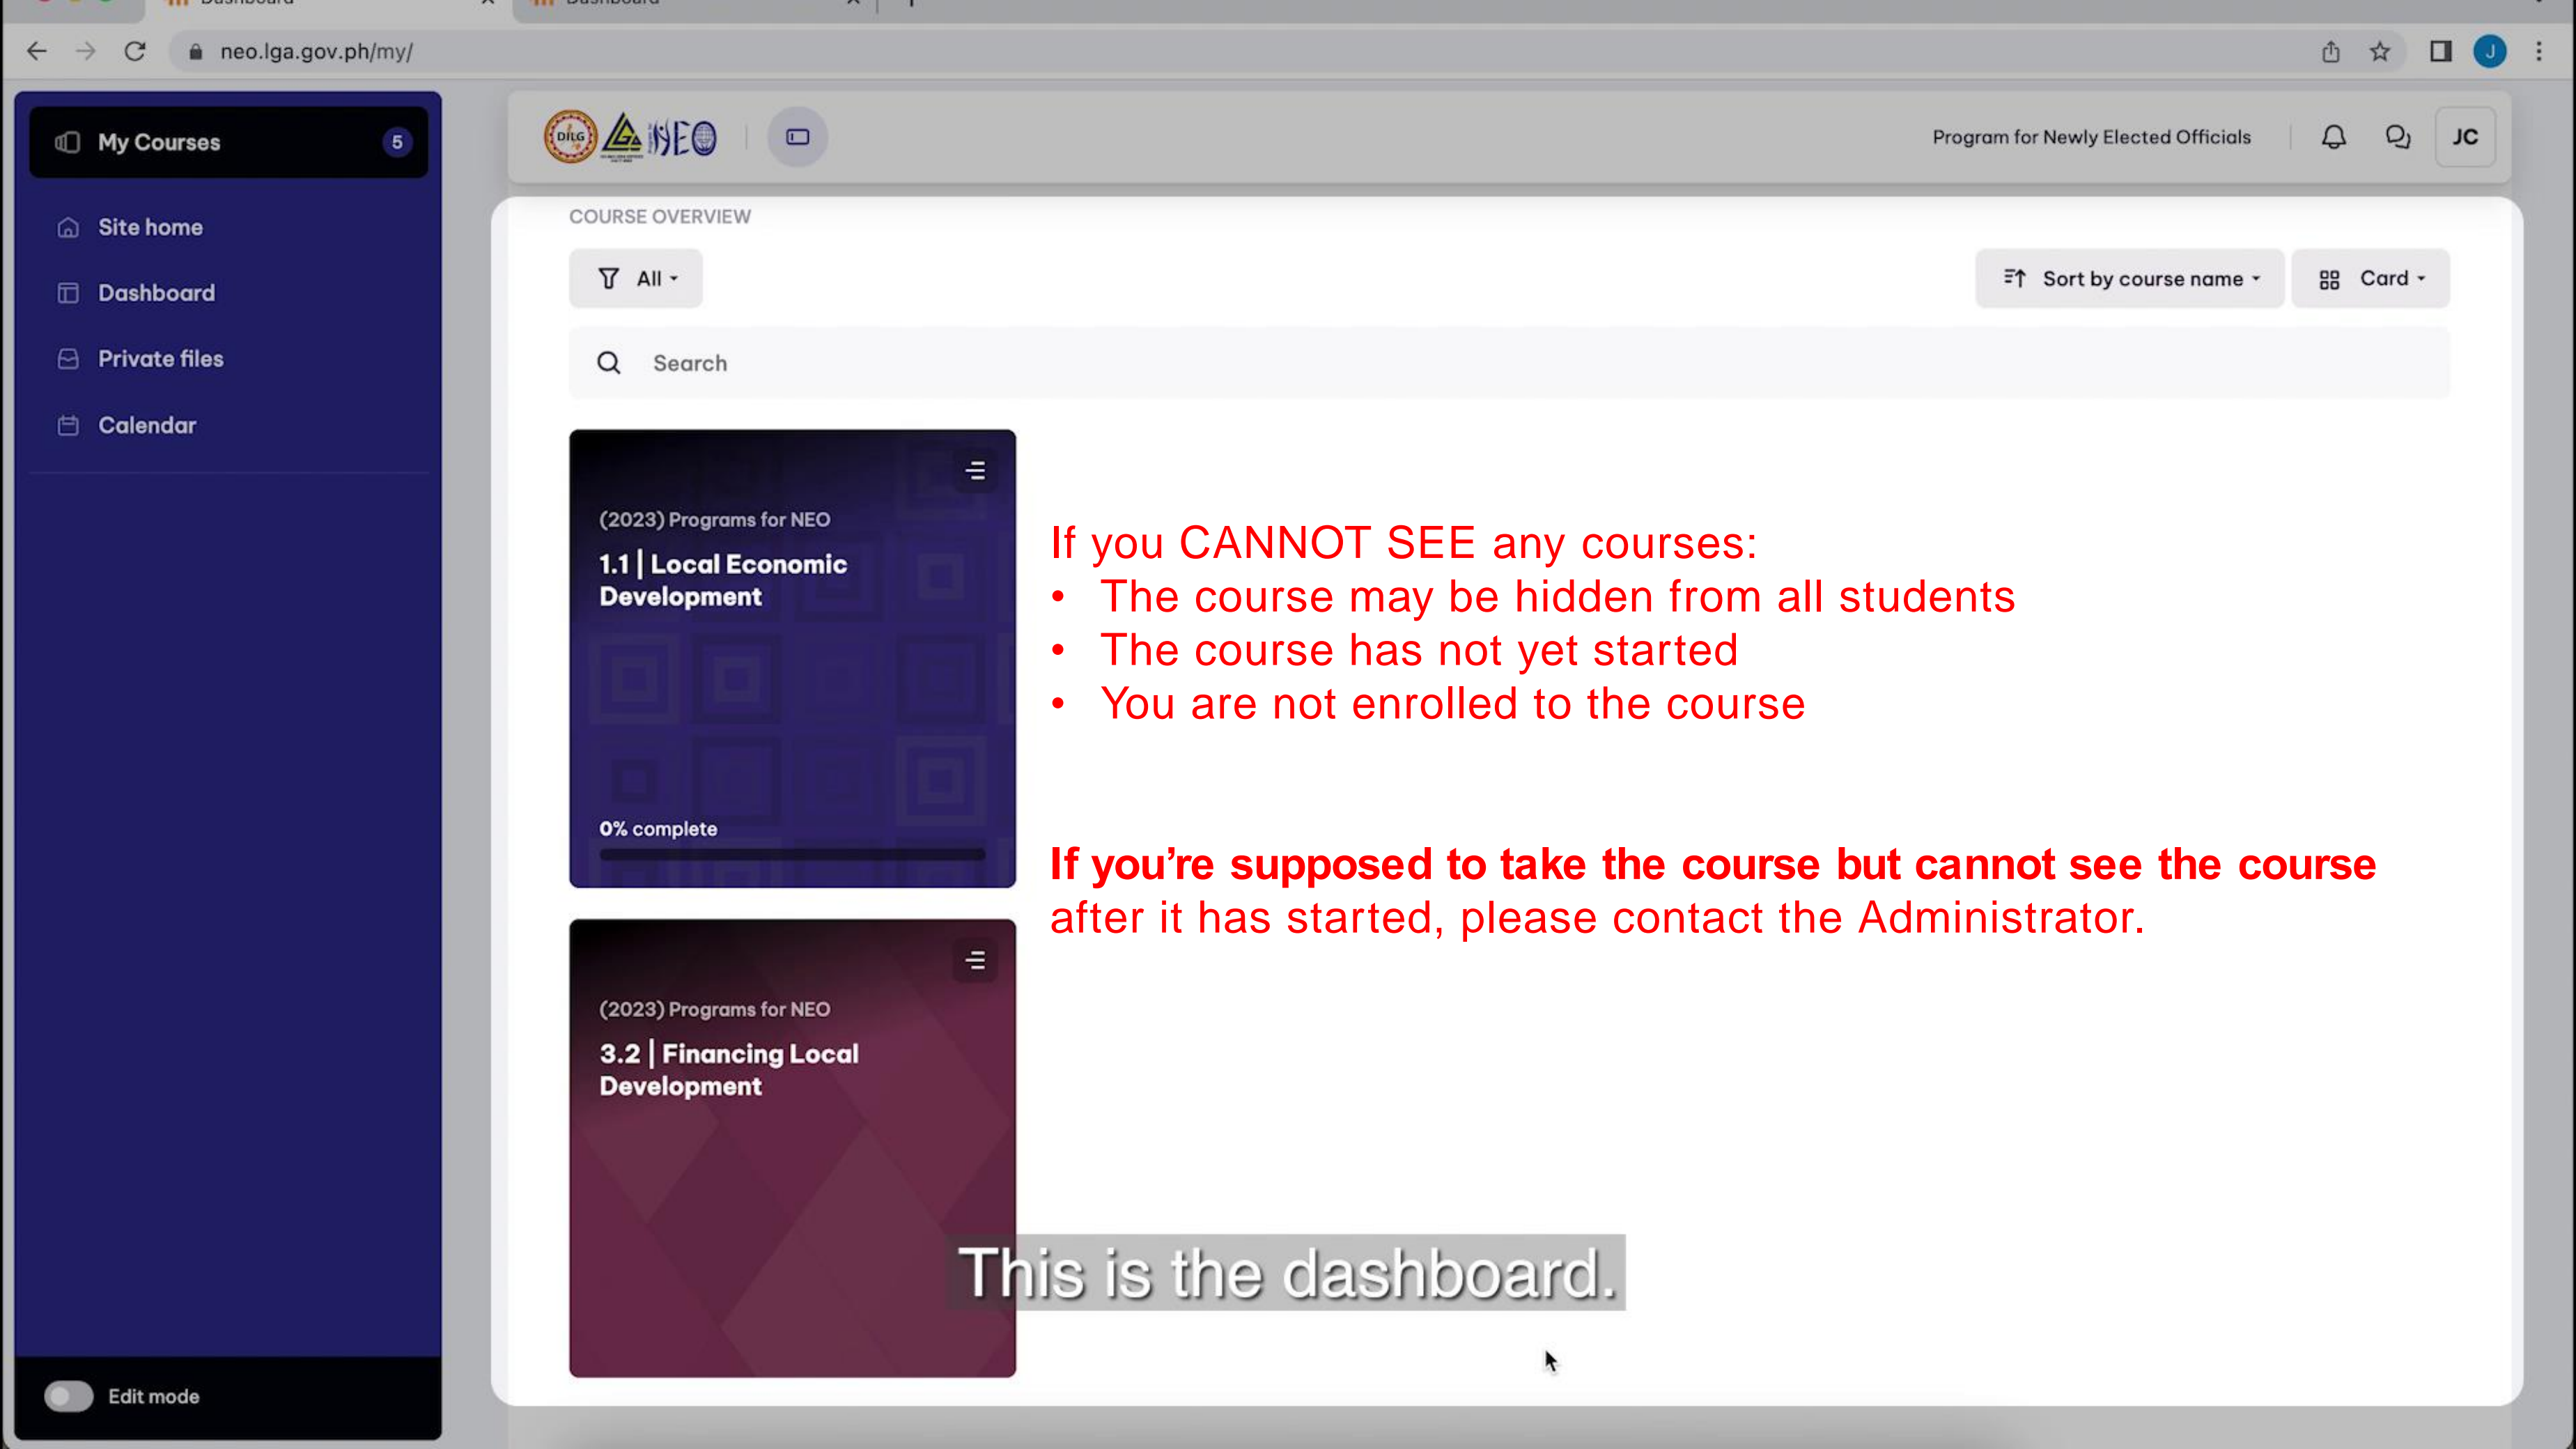 Dashboard
Dashboard
neo.lga.gov.ph/my/
J
My Courses 5
Site home
Dashboard
Private files
Calendar
Edit mode
DILG LGA NEO
Program for Newly Elected Officials
JC
COURSE OVERVIEW
All
Sort by course name
Card
Search
(2023) Programs for NEO
1.1 | Local Economic
Development
0% complete
If you CANNOT SEE any courses:
• The course may be hidden from all students
• The course has not yet started
• You are not enrolled to the course
If you’re supposed to take the course but cannot see the course
after it has started, please contact the Administrator.
(2023) Programs for NEO
3.2 | Financing Local
Development
This is the dashboard.